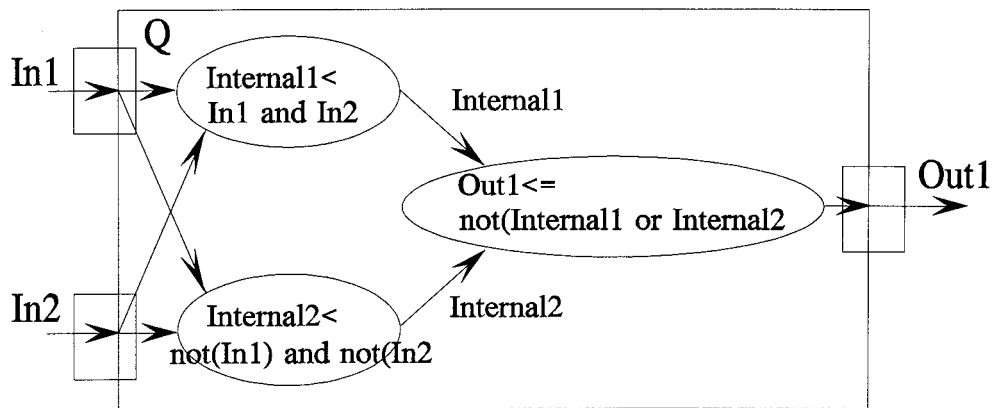 Q
In1
Internal1<
In1 and In2
Internal1
Out1<=
not(Internal1 or Internal2
Out1
In2
Internal2<
not(In1) and not(In2
Internal2